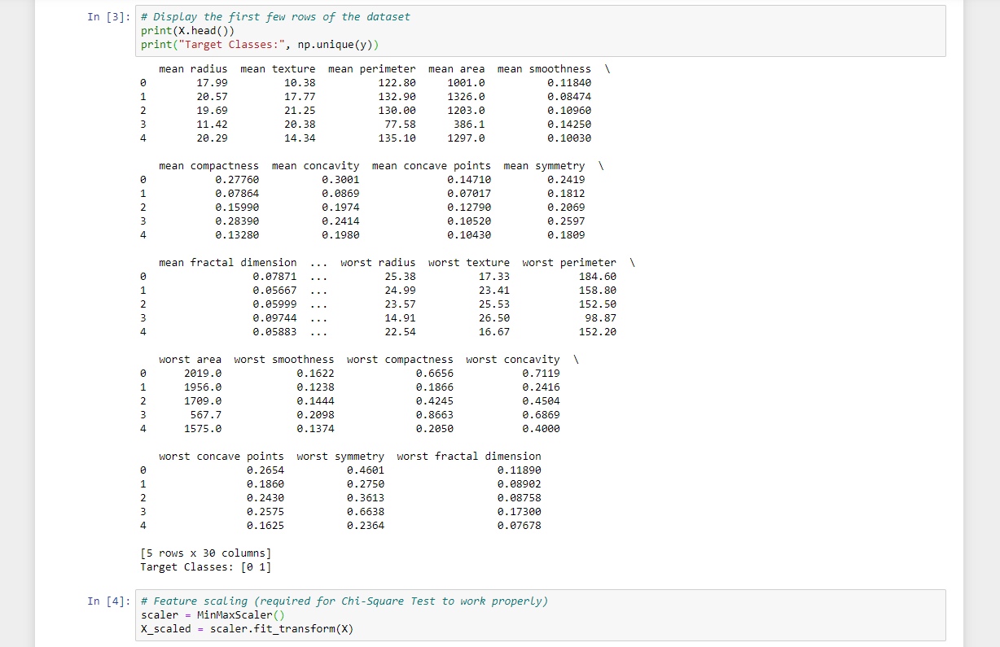 In [3]: # Display the first few rows of the dataset
print(X.head())
print("Target Classes:", np.unique(y))
mean radius mean texture mean perimeter mean area mean smoothness \
0 17.99 10.38 122.80 1001.0 0.11840
1 20.57 17.77 132.90 1326.0 0.08474
2 19.69 21.25 130.00 1203.0 0.10960
3 11.42 20.38 77.58 386.1 0.14250
4 20.29 14.34 135.10 1297.0 0.10030
mean compactness mean concavity mean concave points mean symmetry \
0 0.27760 0.3001 0.14710 0.2419
1 0.07864 0.0869 0.07017 0.1812
2 0.15990 0.1974 0.12790 0.2069
3 0.28390 0.2414 0.10520 0.2597
4 0.13280 0.1980 0.10430 0.1809
mean fractal dimension ... worst radius worst texture worst perimeter \
0 0.07871 ... 25.38 17.33 184.60
1 0.05667 ... 24.99 23.41 158.80
2 0.05999 ... 23.57 25.53 152.50
3 0.09744 ... 14.91 26.50 98.87
4 0.05883 ... 22.54 16.67 152.20
worst area worst smoothness worst compactness worst concavity \
0 2019.0 0.1622 0.6656 0.7119
1 1956.0 0.1238 0.1866 0.2416
2 1709.0 0.1444 0.4245 0.4504
3 567.7 0.2098 0.8663 0.6869
4 1575.0 0.1374 0.2050 0.4000
worst concave points worst symmetry worst fractal dimension
0 0.2654 0.4601 0.11890
1 0.1860 0.2750 0.08902
2 0.2430 0.3613 0.08758
3 0.2575 0.6638 0.17300
4 0.1625 0.2364 0.07678
[5 rows x 30 columns]
Target Classes: [0 1]
In [4]: # Feature scaling (required for Chi-Square Test to work properly)
scaler = MinMaxScaler()
X_scaled = scaler.fit_transform(X)